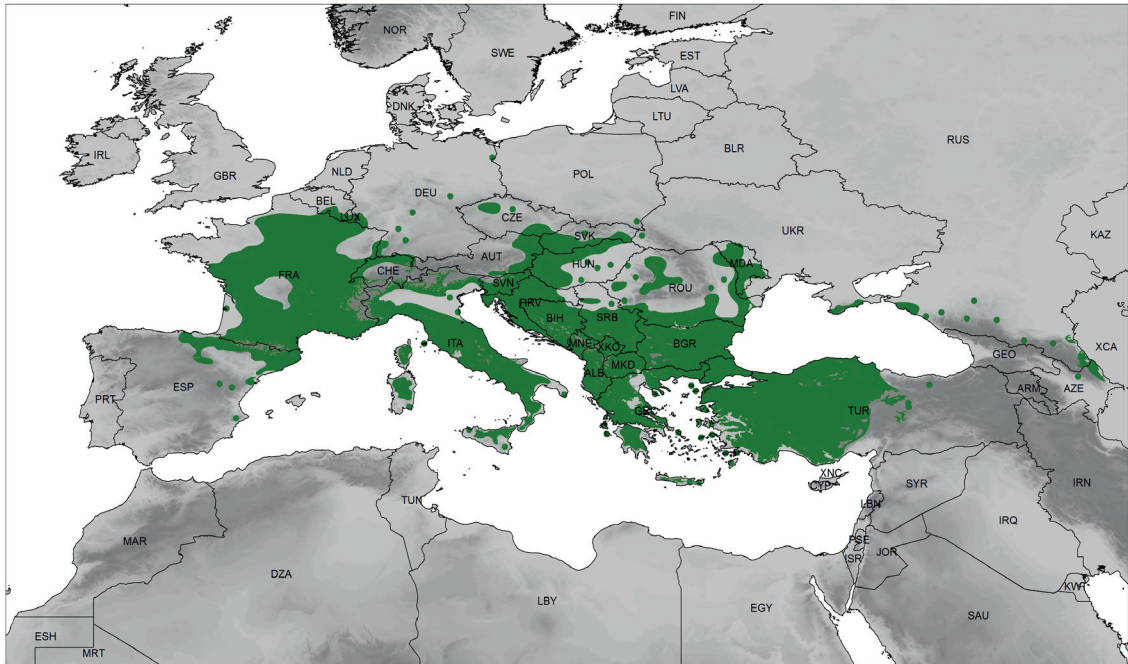 FIN
NOR
SWE
EST
LVA
DNK
LTU
IRL
BLR
RUS
GBR
NLD
POL
DEU
BEL
LUX
CZE
UKR
KAZ
SVK
AUT
HUN
MDA
FRA
CHE
SVN
ROU
HRV
BIH
SRB
XCA
ITA
MNE
XKO
BGR
GEO
ESP
ALB
MKD
ARM
AZE
PRT
TUR
XNC
CYP
SYR
IRN
TUN
LBN
IRQ
MAR
PSE
ISR
JOR
DZA
LBY
EGY
SAU
ESH
MRT